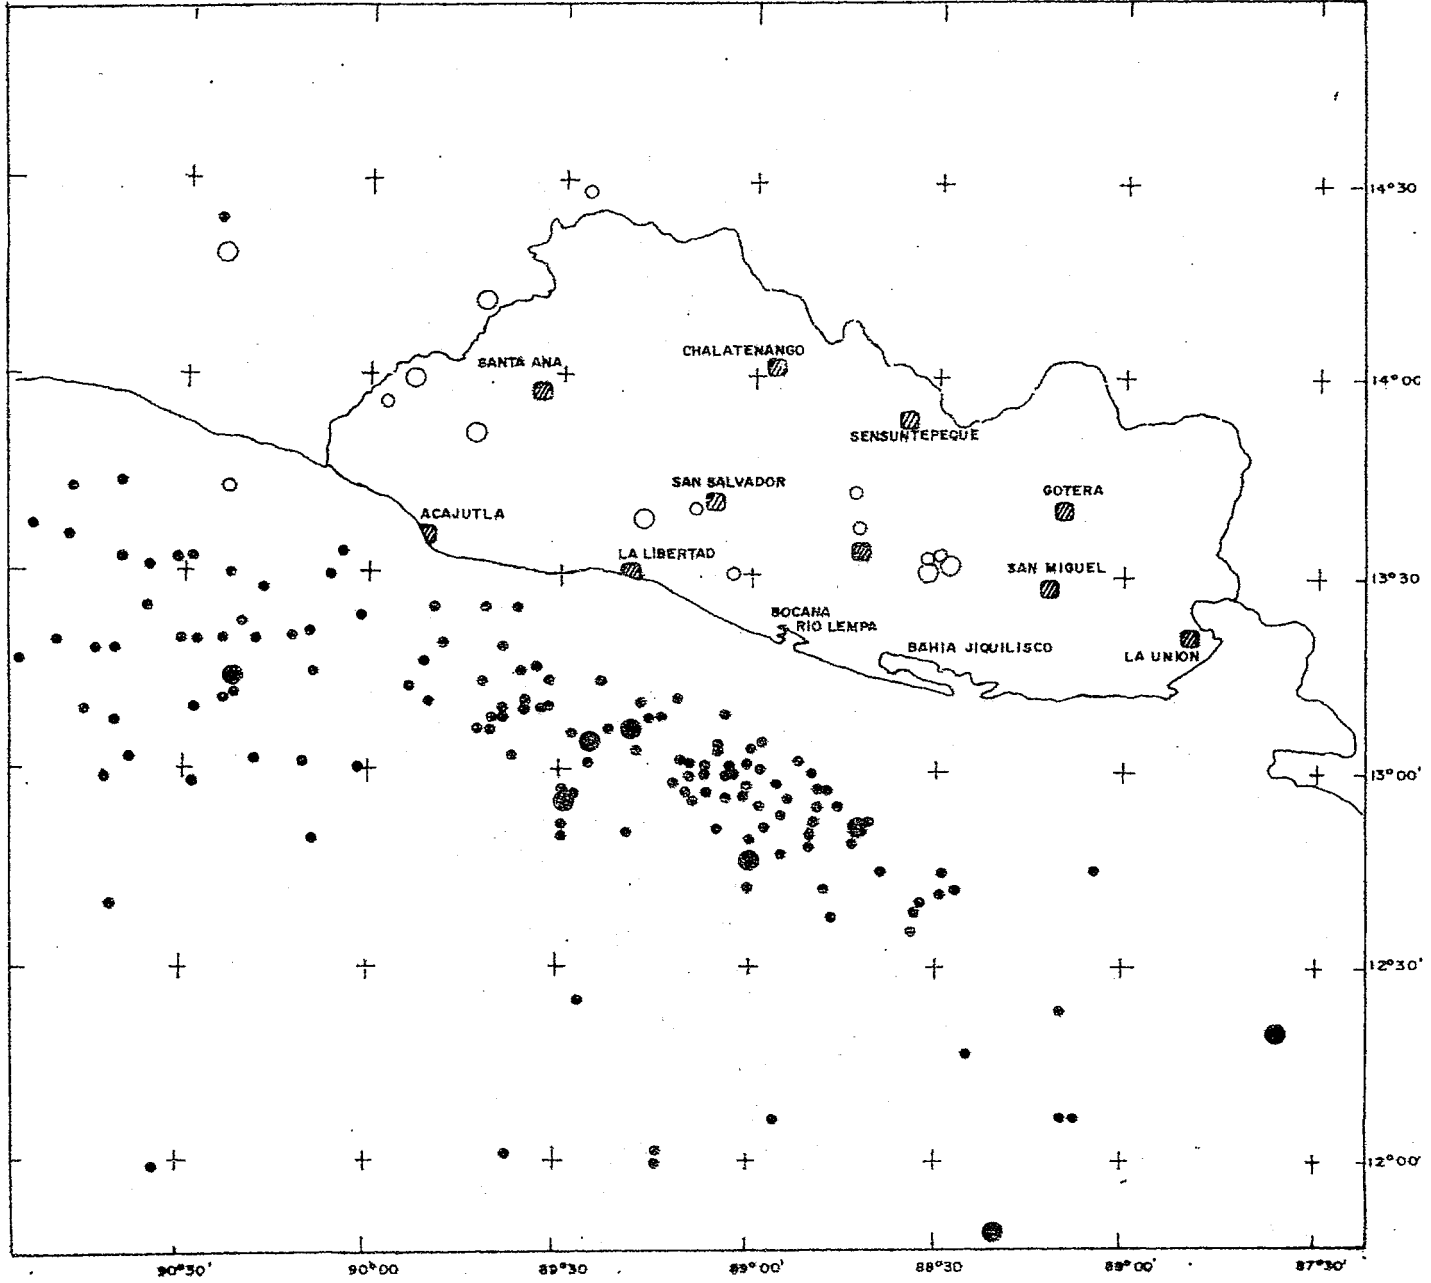 14°30
SANTA ANA
CHALATENANGO
14°00
SENSUNTEPEQUE
SAN SALVADOR
GOTERA
ACAJUTLA
LA LIBERTAD
SAN MIGUEL
13°30
BOCANA
RIO LEMPA
BAHIA JIQUILISCO
LA UNION
13°00'
12°30'
12°00'
90°30' 90°00 89°30 89°00' 88°30 88°00' 87°30'